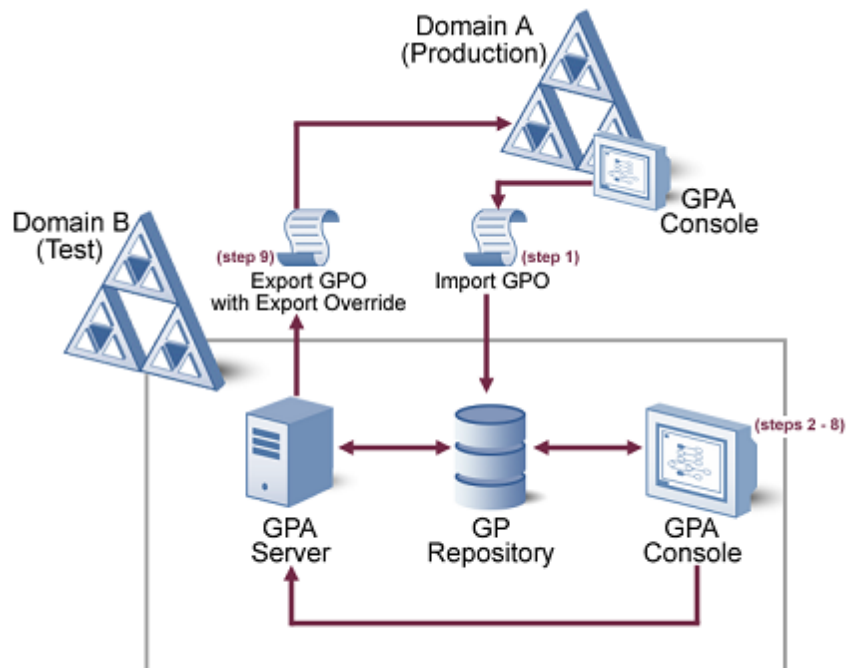 Domain A
(Production)
GPA
Console
Domain B
(Test)
(step 9)
Export GPO
with Export Override
(step 1)
Import GPO
(steps 2 - 8)
GPA
Server
GP
Repository
GPA
Console